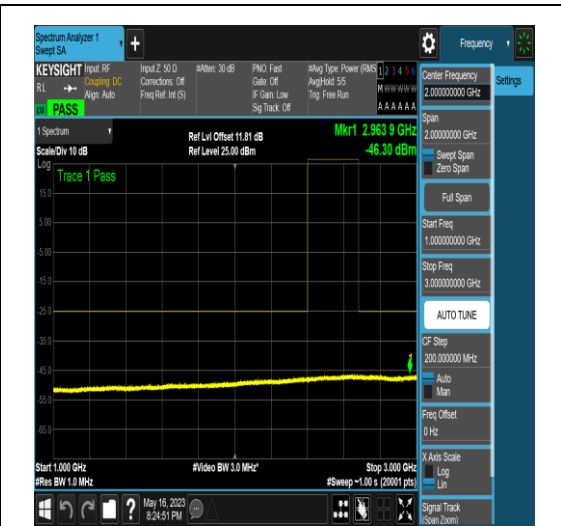 Spectrum Analyzer 1
Swept SA
Frequency
KEYSIGHT
RL
PASS
Input: RF
Coupling: DC
Align: Auto
Input Z: 50 Ω
Corrections: Off
Freq Ref: Int (S)
#Atten: 30 dB
PNO: Fast
Gate: Off
IF Gain: Low
Sig Track: Off
#Avg Type: Power (RMS
Avg|Hold: 5/5
Trig: Free Run
1 2 3 4 5 6
M W W W W W
A A A A A A
Center Frequency
2.000000000 GHz
Settings
Span
2.00000000 GHz
Swept Span
Zero Span
Full Span
Start Freq
1.000000000 GHz
Stop Freq
3.000000000 GHz
AUTO TUNE
CF Step
200.000000 MHz
Auto
Man
Freq Offset
0 Hz
X Axis Scale
Log
Lin
Signal Track
(Span Zoom)
1 Spectrum
Scale/Div 10 dB
Ref Lvl Offset 11.81 dB
Ref Level 25.00 dBm
Mkr1 2.963 9 GHz
-46.30 dBm
Log
Trace 1 Pass
15.0
5.00
-5.00
-15.0
-25.0
-35.0
-45.0
-55.0
-65.0
Start 1.000 GHz
#Res BW 1.0 MHz
#Video BW 3.0 MHz*
Stop 3.000 GHz
#Sweep ~1.00 s (20001 pts)
May 16, 2023
8:24:51 PM